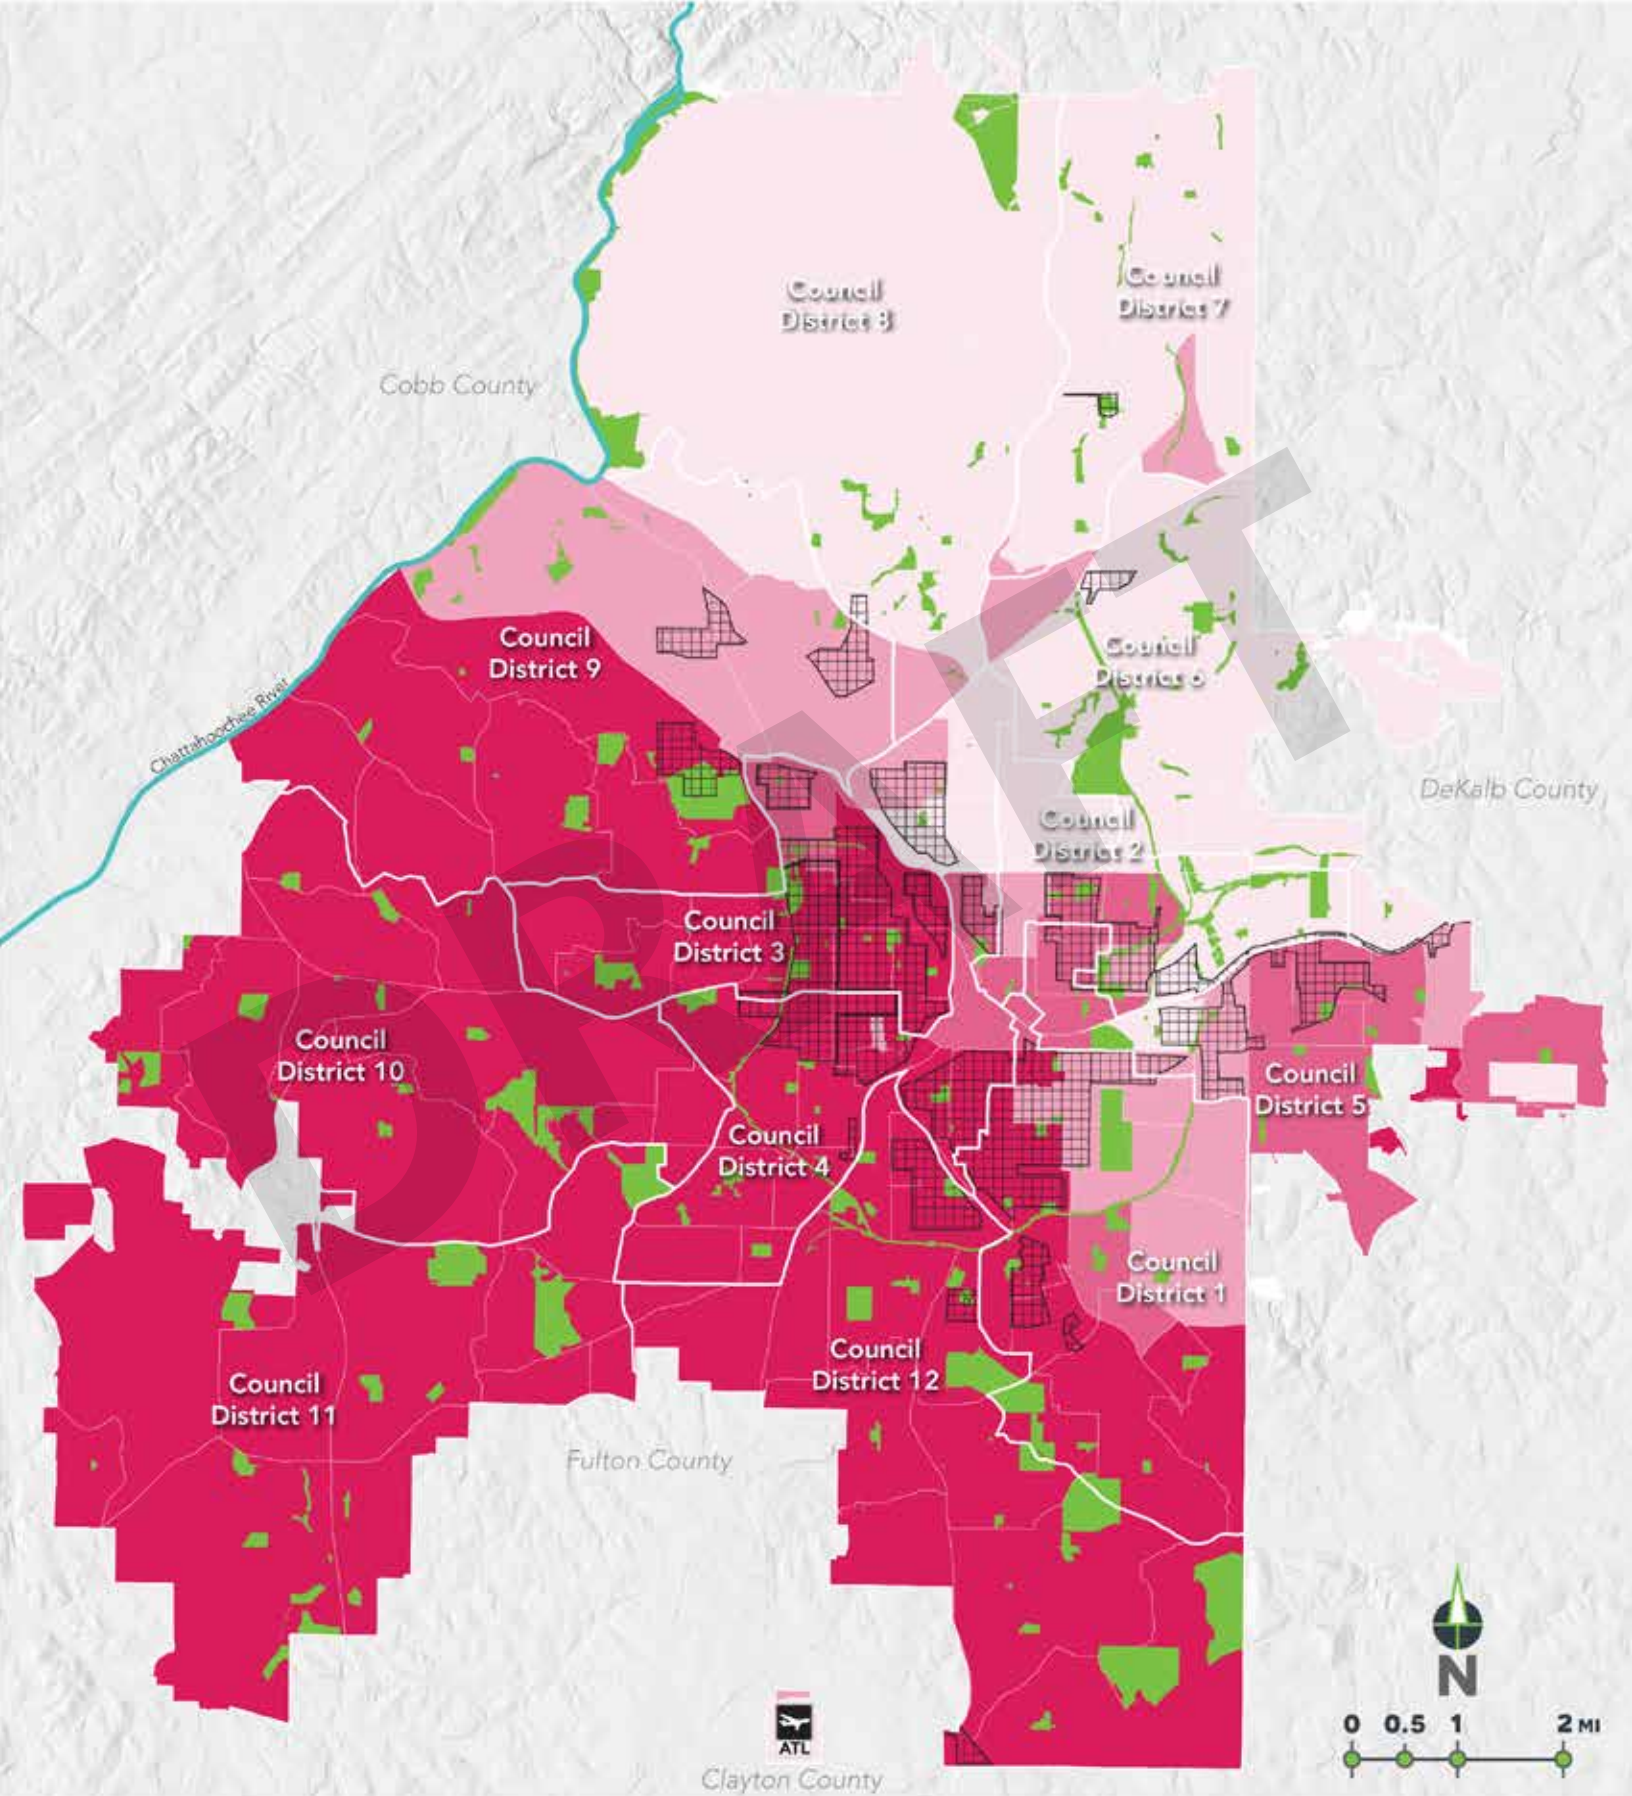 Council
District 7
Council
District 8
Cobb County
Council
District 9
Council
District 6
Chattahoochee River
DeKalb County
Council
District 2
Council
District 3
Council
District 10
Council
District 5
Council
District 4
Council
District 1
Council
District 12
Council
District 11
Fulton County
DRAFT
N
0 0.5 1 2 MI
ATL
Clayton County